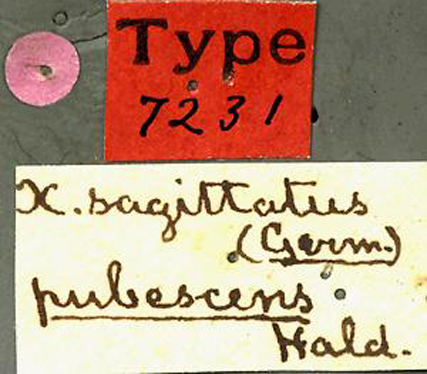 Type
7231.
X. sagittatus
(Germ.)
pubescens
Hald.